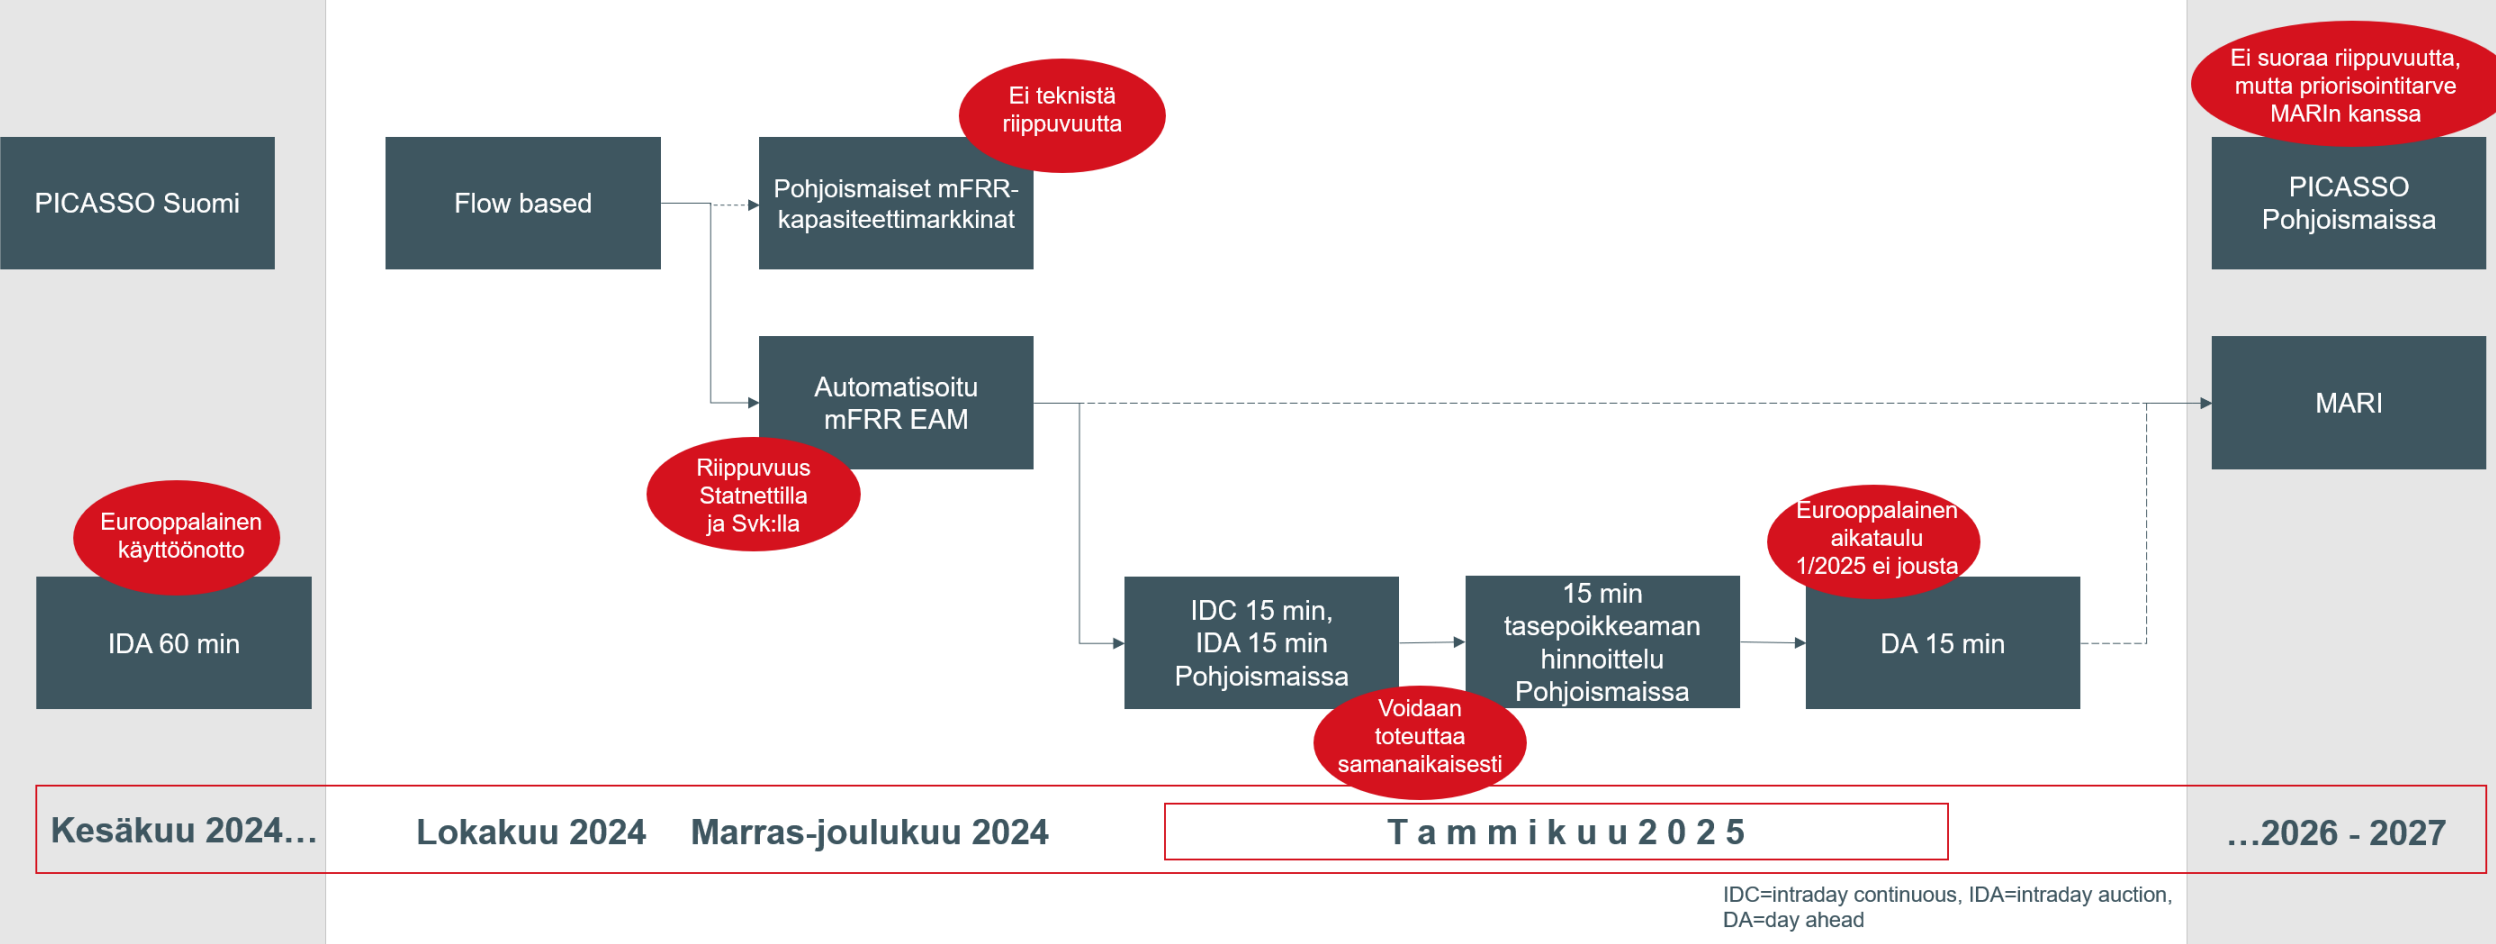 Ei suoraa riippuvuutta,
mutta priorisointitarve
MARIn kanssa
Ei teknistä
riippuvuutta
PICASSO Suomi
Flow based
Pohjoismaiset mFRR-
kapasiteettimarkkinat
PICASSO
Pohjoismaissa
Automatisoitu
mFRR EAM
MARI
Riippuvuus
Statnettilla
ja Svk:lla
Eurooppalainen
käyttöönotto
Eurooppalainen
aikataulu
1/2025 ei jousta
IDA 60 min
IDC 15 min,
IDA 15 min
Pohjoismaissa
15 min
tasepoikkeaman
hinnoittelu
Pohjoismaissa
DA 15 min
Voidaan
toteuttaa
samanaikaisesti
Kesäkuu 2024…
Lokakuu 2024
Marras-joulukuu 2024
T a m m i k u u 2 0 2 5
…2026 - 2027
IDC=intraday continuous, IDA=intraday auction,
DA=day ahead